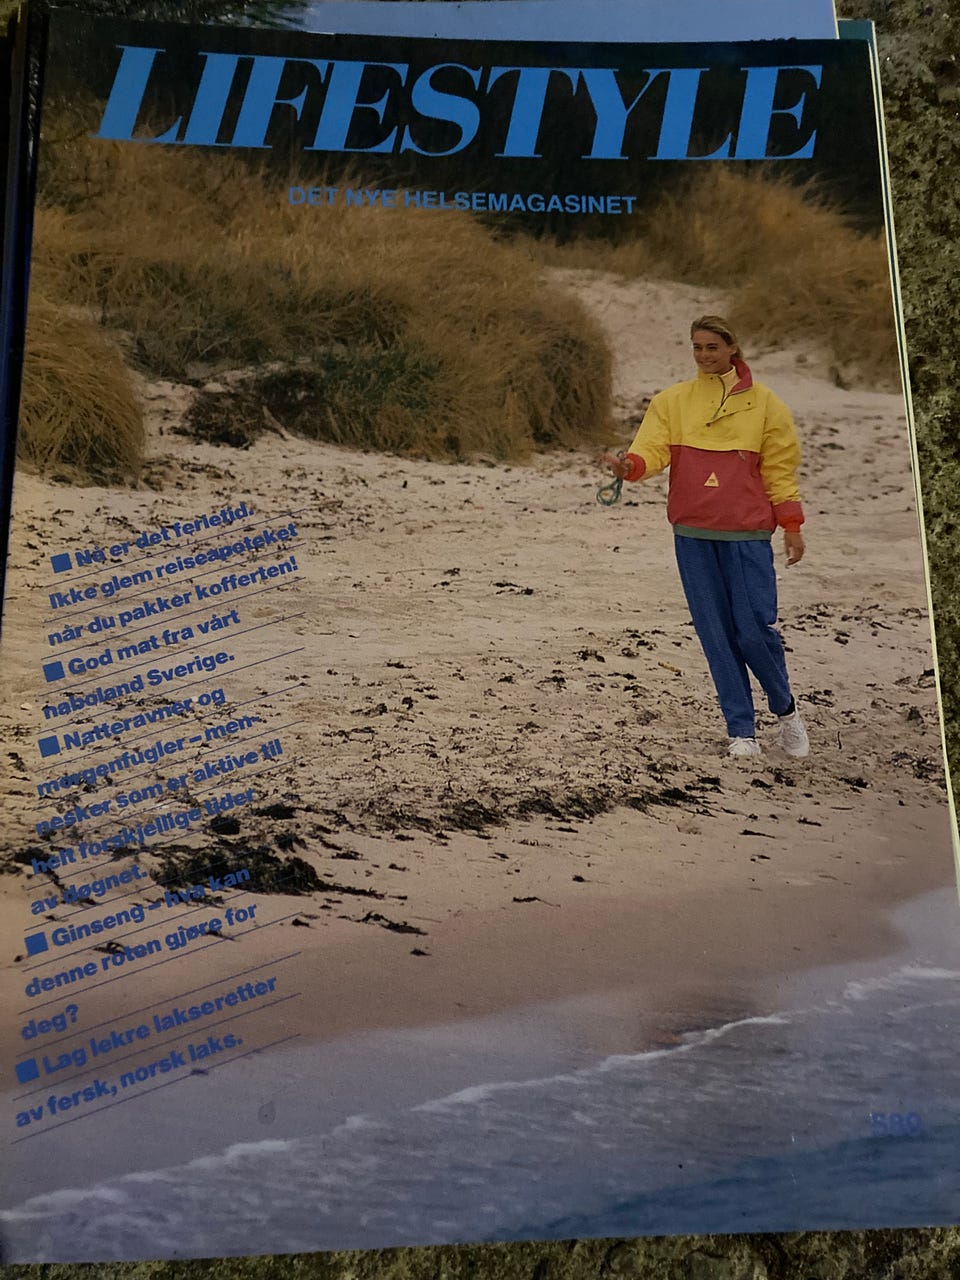 LIFESTYLE
DET NYE HELSEMAGASINET
Nå er det ferietid.
Ikke glem reiseapoteket
når du pakker kofferten!
God mat fra vårt
naboland Sverige.
Natteravner og
morgenfugler – men-
nesker som er aktive til
helt forskjellige tider
av døgnet.
Ginseng – hva kan
denne roten gjøre for
deg?
Lag lekre lakseretter
av fersk, norsk laks.